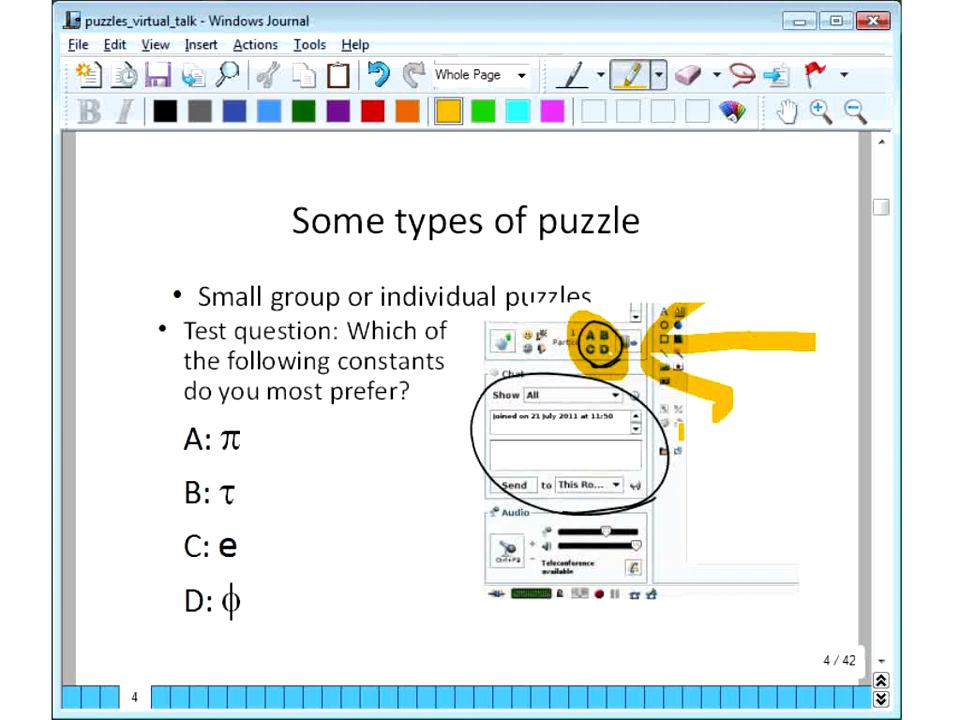 puzzles_virtual_talk - Windows Journal
File Edit View Insert Actions Tools Help
Whole Page
B I
Some types of puzzle
• Small group or individual puzzles
• Test question: Which of
the following constants
do you most prefer?
A: π
B: τ
C: e
D: ϕ
A B
C D
Chat
Show All
Joined on 21 July 2011 at 11:50
Send to This Ro...
Audio
Ctrl+F2
Teleconference
available
4 / 42
4